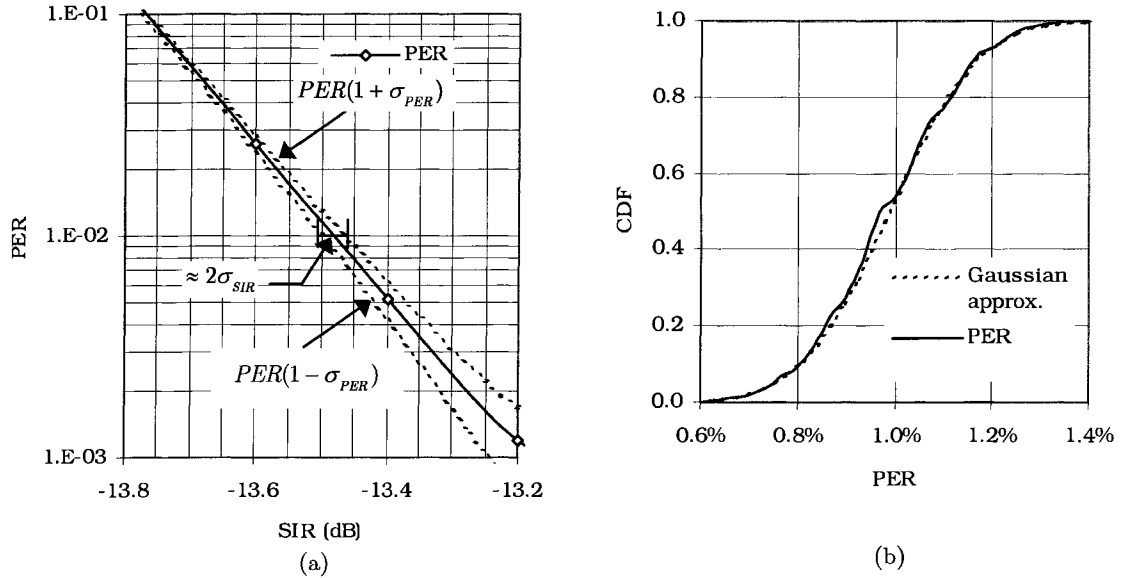 1.E-01
1.E-02
1.E-03
PER
-13.8
-13.6
-13.4
-13.2
SIR (dB)
PER
PER(1+σ_PER)
≈ 2σ_SIR
PER(1−σ_PER)
(a)
1.0
0.8
0.6
0.4
0.2
0.0
CDF
0.6%
0.8%
1.0%
1.2%
1.4%
PER
Gaussian
approx.
PER
(b)